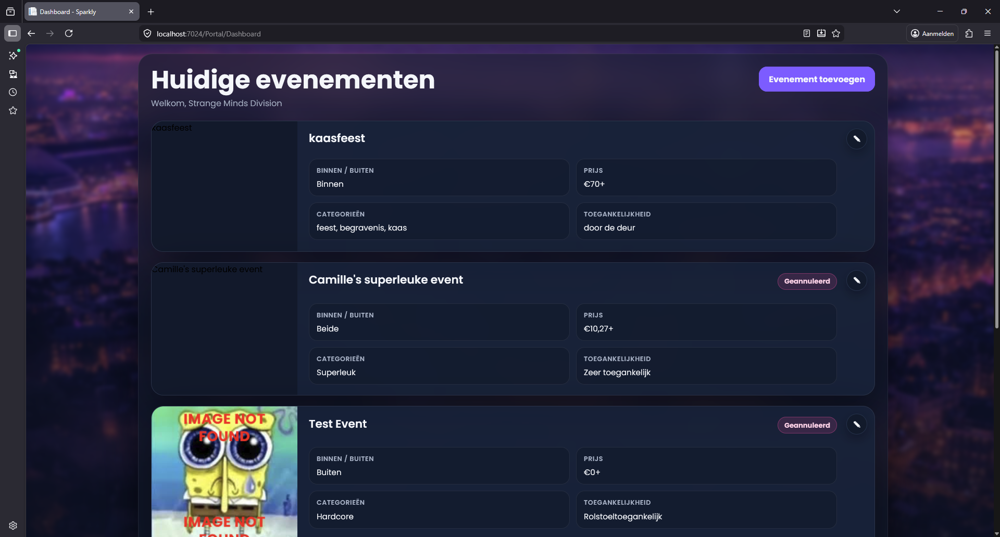 Dashboard - Sparkly
localhost:7024/Portal/Dashboard
Aanmelden
Huidige evenementen
Evenement toevoegen
Welkom, Strange Minds Division
kaasfeest
kaasfeest
BINNEN / BUITEN
Binnen
PRIJS
€70+
CATEGORIEËN
feest, begravenis, kaas
TOEGANKELIJKHEID
door de deur
Camille's superleuke event
Camille's superleuke event
Geannuleerd
BINNEN / BUITEN
Beide
PRIJS
€10,27+
CATEGORIEËN
Superleuk
TOEGANKELIJKHEID
Zeer toegankelijk
IMAGE NOT
FOUND
IMAGE NOT
FOUND
Test Event
Geannuleerd
BINNEN / BUITEN
Buiten
PRIJS
€0+
CATEGORIEËN
Hardcore
TOEGANKELIJKHEID
Rolstoeltoegankelijk